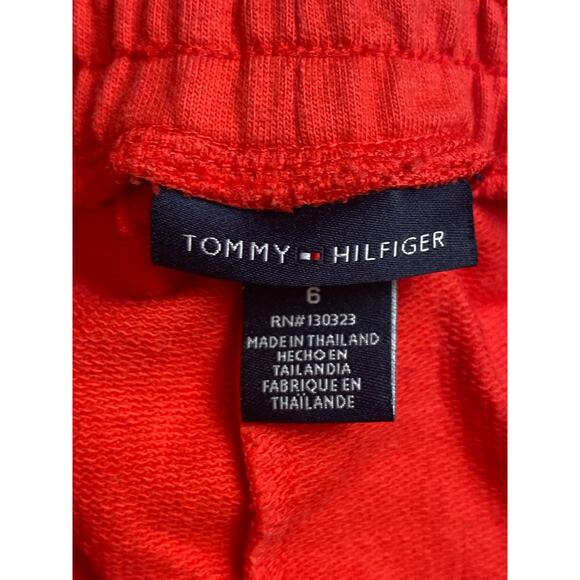 TOMMY HILFIGER
6
RN#130323
MADE IN THAILAND
HECHO EN
TAILANDIA
FABRIQUE EN
THAÏLANDE